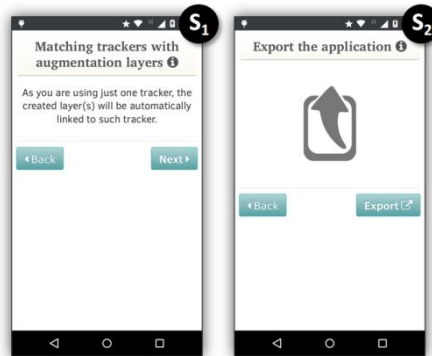 S1
Matching trackers with
augmentation layers
As you are using just one tracker, the
created layer(s) will be automatically
linked to such tracker.
Back
Next
S2
Export the application
Back
Export